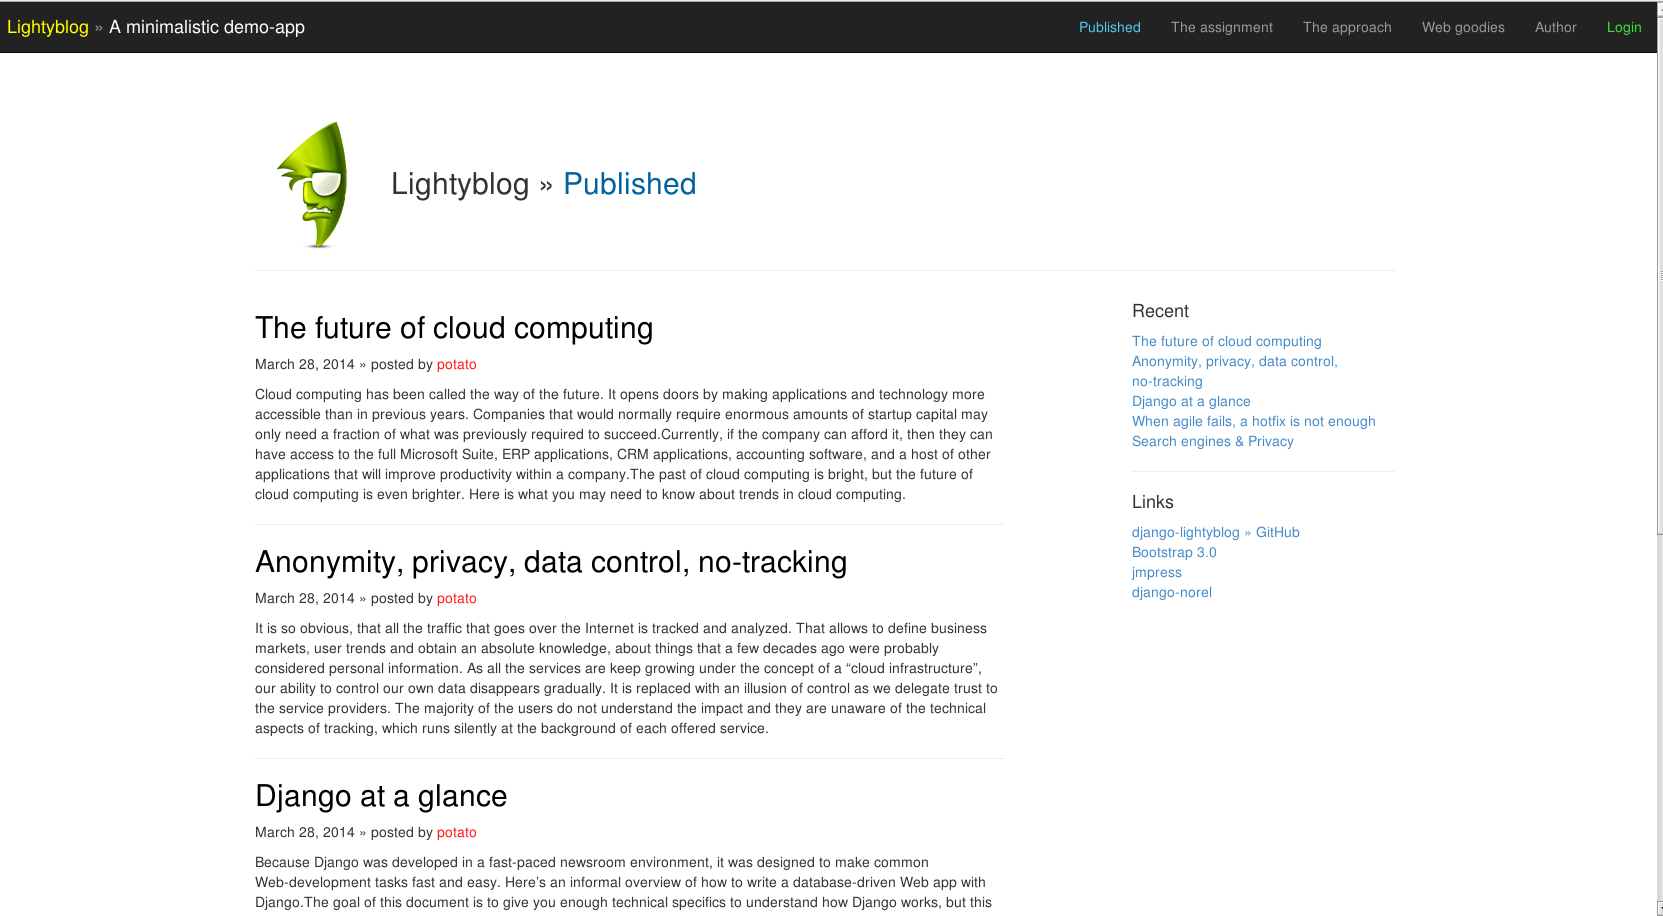 Lightyblog » A minimalistic demo-app
Published The assignment The approach Web goodies Author Login
Lightyblog » Published
The future of cloud computing
March 28, 2014 » posted by potato
Cloud computing has been called the way of the future. It opens doors by making applications and technology more
accessible than in previous years. Companies that would normally require enormous amounts of startup capital may
only need a fraction of what was previously required to succeed.Currently, if the company can afford it, then they can
have access to the full Microsoft Suite, ERP applications, CRM applications, accounting software, and a host of other
applications that will improve productivity within a company.The past of cloud computing is bright, but the future of
cloud computing is even brighter. Here is what you may need to know about trends in cloud computing.
Anonymity, privacy, data control, no-tracking
March 28, 2014 » posted by potato
It is so obvious, that all the traffic that goes over the Internet is tracked and analyzed. That allows to define business
markets, user trends and obtain an absolute knowledge, about things that a few decades ago were probably
considered personal information. As all the services are keep growing under the concept of a “cloud infrastructure”,
our ability to control our own data disappears gradually. It is replaced with an illusion of control as we delegate trust to
the service providers. The majority of the users do not understand the impact and they are unaware of the technical
aspects of tracking, which runs silently at the background of each offered service.
Django at a glance
March 28, 2014 » posted by potato
Because Django was developed in a fast-paced newsroom environment, it was designed to make common
Web-development tasks fast and easy. Here’s an informal overview of how to write a database-driven Web app with
Django.The goal of this document is to give you enough technical specifics to understand how Django works, but this
Recent
The future of cloud computing
Anonymity, privacy, data control,
no-tracking
Django at a glance
When agile fails, a hotfix is not enough
Search engines & Privacy
Links
django-lightyblog » GitHub
Bootstrap 3.0
jmpress
django-norel